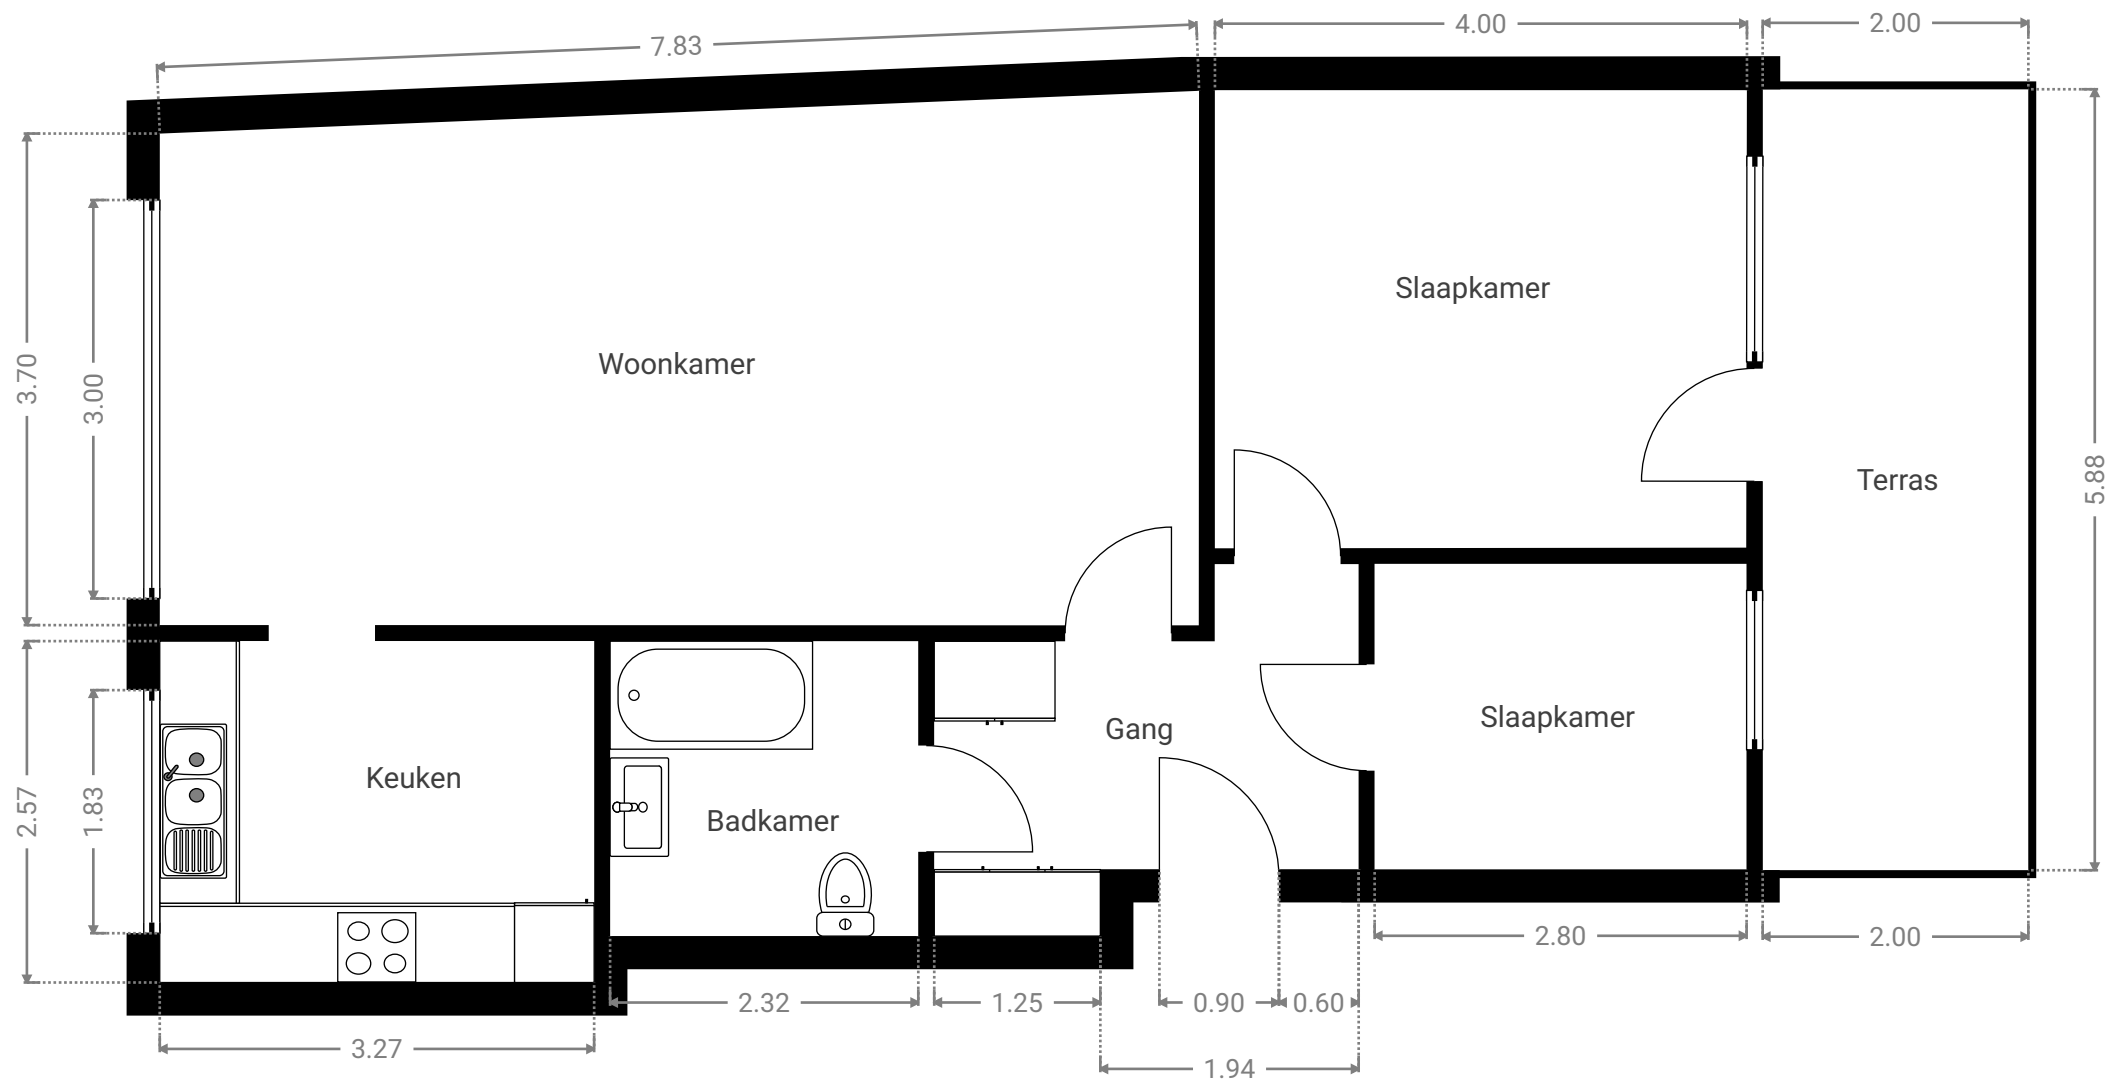 7.83
4.00
2.00
3.70
3.00
Woonkamer
Slaapkamer
Terras
5.88
2.57
1.83
Keuken
Badkamer
Gang
Slaapkamer
2.80
2.00
2.32
1.25
0.90
0.60
3.27
1.94